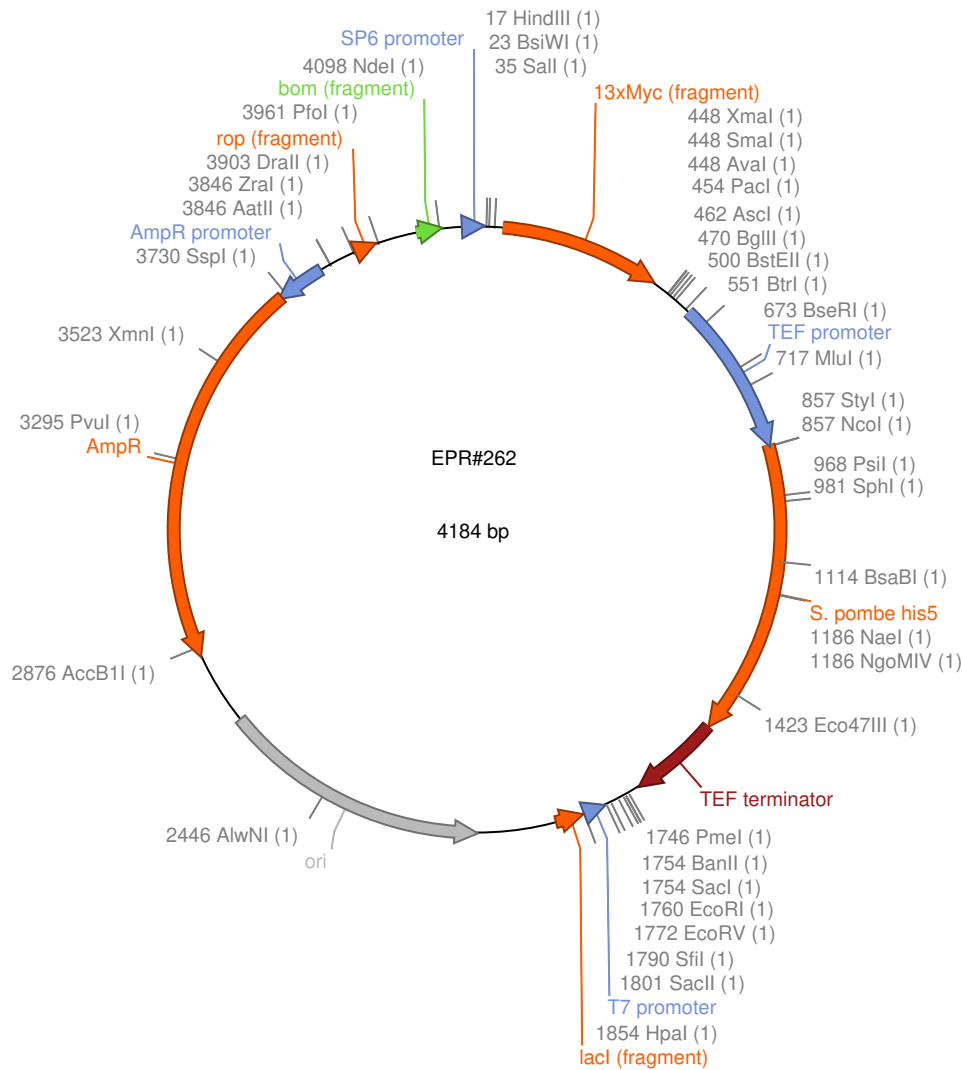 17 HindIII (1)
SP6 promoter
23 BsiWI (1)
4098 NdeI (1)
35 SalI (1)
bom (fragment)
13xMyc (fragment)
3961 PfoI (1)
448 XmaI (1)
rop (fragment)
448 SmaI (1)
3903 DraII (1)
448 AvaI (1)
3846 ZraI (1)
454 PacI (1)
3846 AatII (1)
462 AscI (1)
AmpR promoter
470 BglII (1)
3730 SspI (1)
500 BstEII (1)
551 BtrI (1)
673 BseRI (1)
3523 XmnI (1)
TEF promoter
717 MluI (1)
857 StyI (1)
3295 PvuI (1)
857 NcoI (1)
AmpR
EPR#262
968 PsiI (1)
981 SphI (1)
4184 bp
1114 BsaBI (1)
S. pombe his5
1186 NaeI (1)
1186 NgoMIV (1)
2876 AccB1I (1)
1423 Eco47III (1)
TEF terminator
2446 AlwNI (1)
1746 PmeI (1)
ori
1754 BanII (1)
1754 SacI (1)
1760 EcoRI (1)
1772 EcoRV (1)
1790 SfiI (1)
1801 SacII (1)
T7 promoter
1854 HpaI (1)
lacI (fragment)